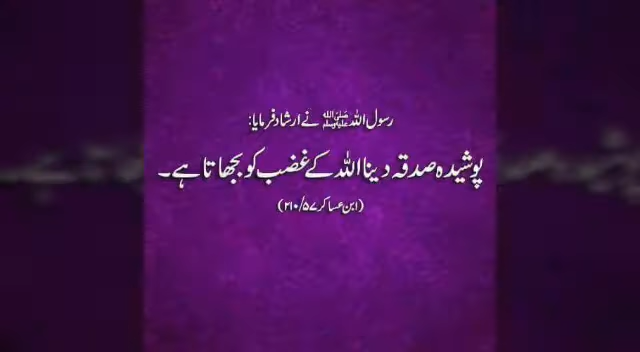 رسول اللہ ﷺ نے ارشاد فرمایا:
پوشیدہ صدقہ دینا اللہ کے غضب کو بجھاتا ہے۔
(ابن عساکر ۲۱۰/۵۷)